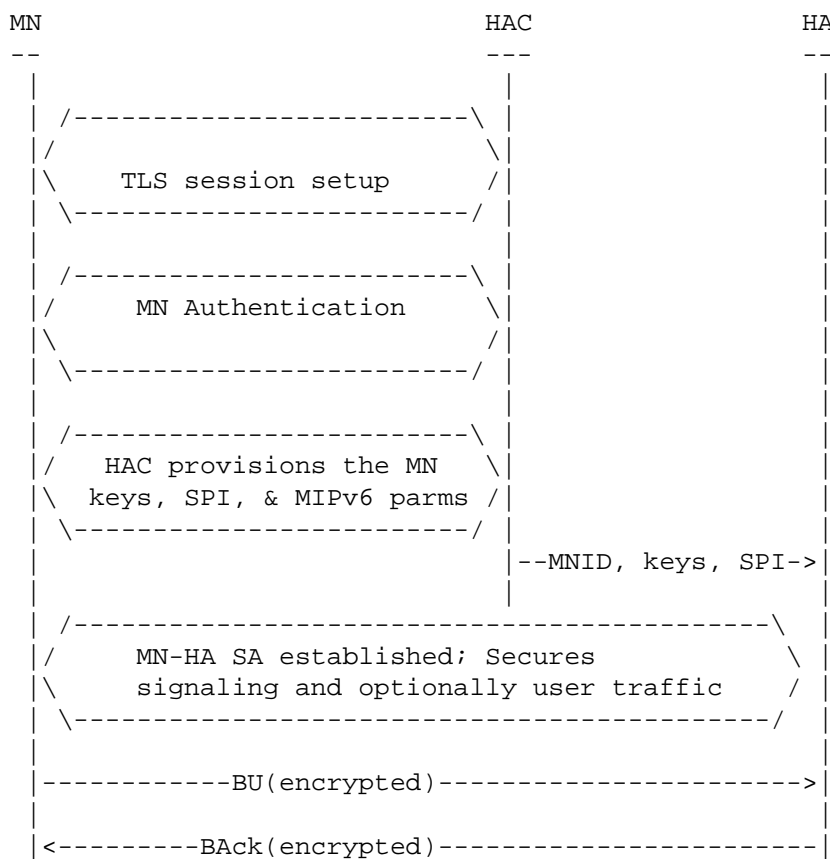 MN HAC HA
-- --- --
TLS session setup
MN Authentication
HAC provisions the MN
keys, SPI, & MIPv6 parms
--MNID, keys, SPI->
MN-HA SA established; Secures
signaling and optionally user traffic
------------BU(encrypted)----------------------->
<---------BAck(encrypted)------------------------